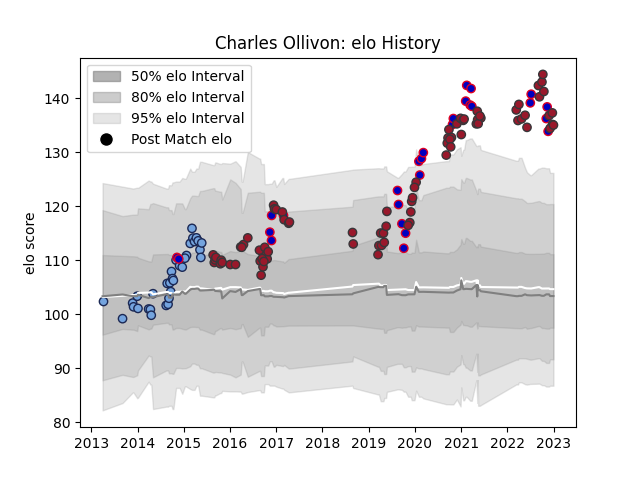 Charles Ollivon: elo History
50% elo Interval
80% elo Interval
95% elo Interval
Post Match elo
elo score
140
130
120
110
100
90
80
2013 2014 2015 2016 2017 2018 2019 2020 2021 2022 2023